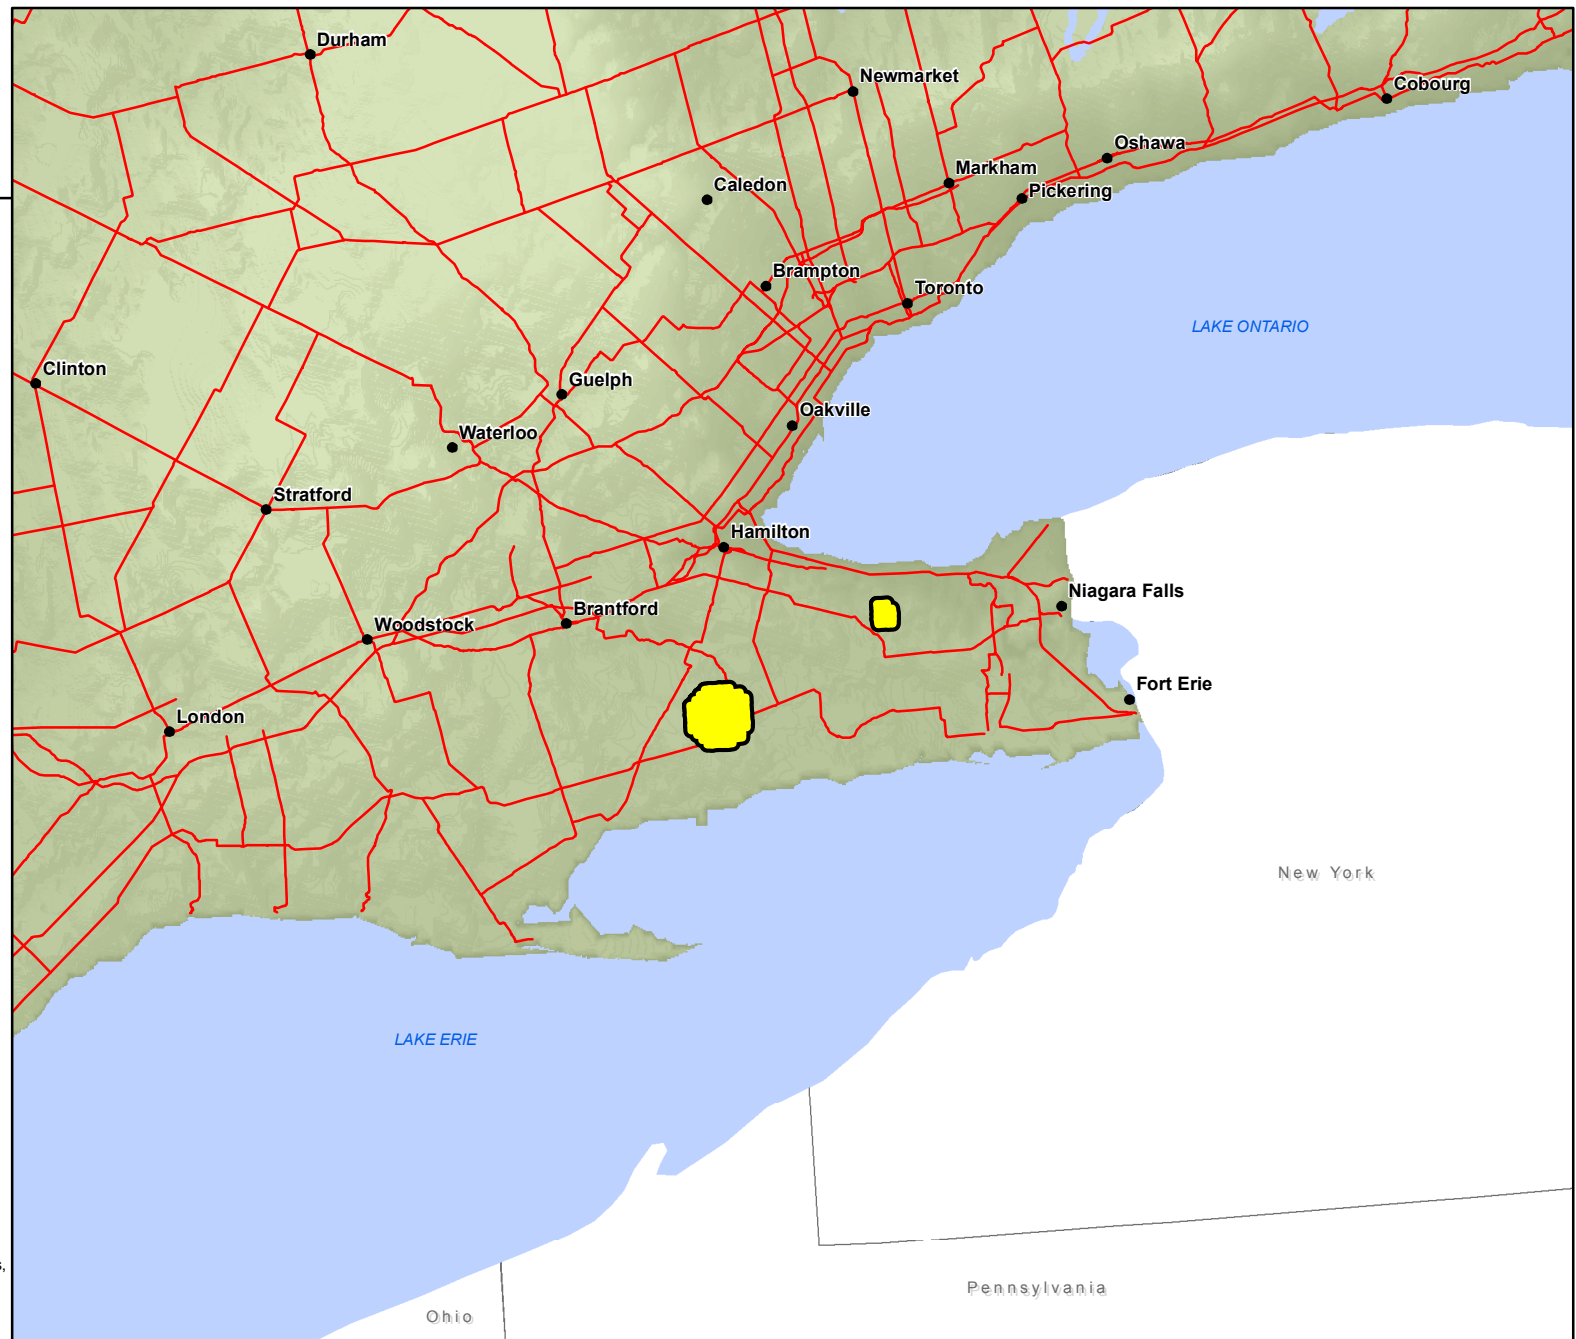 Durham
Newmarket
Cobourg
Oshawa
Markham
Caledon
Pickering
Brampton
Toronto
LAKE ONTARIO
Clinton
Guelph
Oakville
Waterloo
Stratford
Hamilton
Niagara Falls
Brantford
Woodstock
Fort Erie
London
New York
LAKE ERIE
Pennsylvania
Ohio